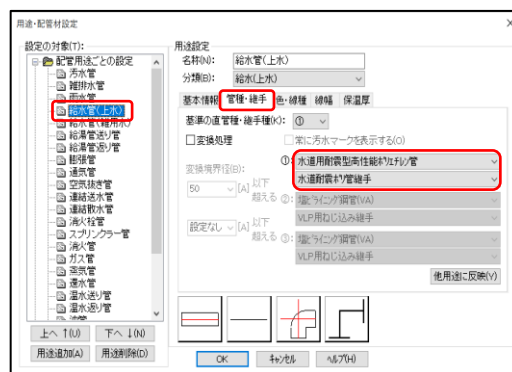 用途・配管材設定
設定の対象(T):
配管用途ごとの設定
汚水管
雑排水管
雨水管
給水管(上水)
給水管(雑用水)
給湯管送り管
給湯管返り管
膨張管
通気管
空気抜き管
連結送水管
連結散水管
消火栓管
スプリンクラー管
消火管
ガス管
蒸気管
還水管
温水送り管
温水返り管
油管
上へ ↑(U)
下へ ↓(N)
用途追加(A)
用途削除(D)
用途設定
名称(N): 給水管(上水)
分類(B): 給水(上水)
基本情報 管種・継手 色・線種 線幅 保温厚
基準の直管種・継手種(K): ①
変換処理
常に汚水マークを表示する(O)
変換境界径(B):
①: 水道用耐震型高性能ポリエチレン管
水道耐震ポリ管継手
50 [A] 以下
超える ②: 塩ビライニング鋼管(VA)
VLP用ねじ込み継手
設定なし [A] 以下
超える ③: 塩ビライニング鋼管(VA)
VLP用ねじ込み継手
他用途に反映(Y)
OK
キャンセル
ヘルプ(H)